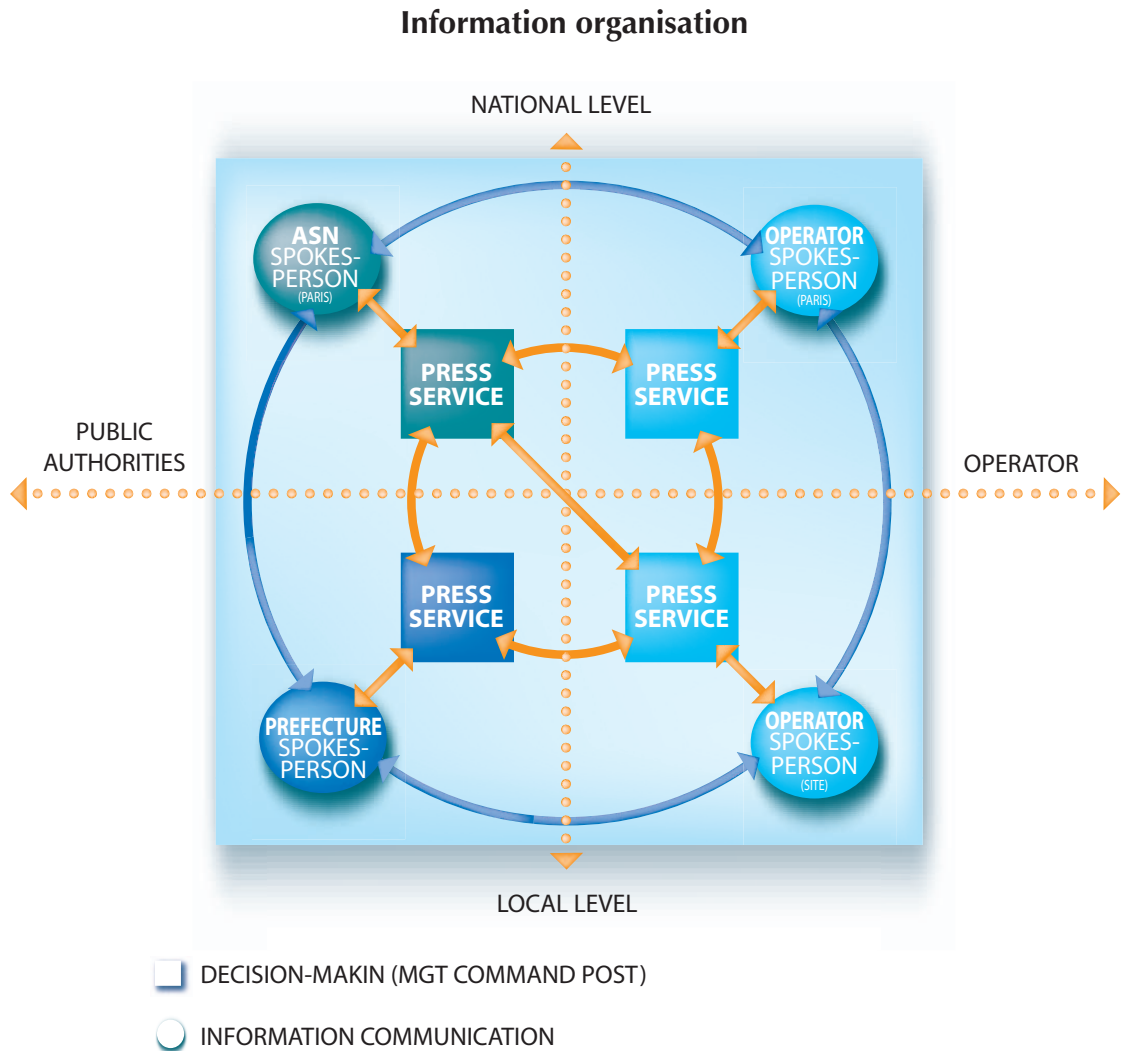 Information organisation
NATIONAL LEVEL
ASN
SPOKES-
PERSON
(PARIS)
OPERATOR
SPOKES-
PERSON
(PARIS)
PRESS
SERVICE
PRESS
SERVICE
PUBLIC
AUTHORITIES
OPERATOR
PRESS
SERVICE
PRESS
SERVICE
PREFECTURE
SPOKES-
PERSON
OPERATOR
SPOKES-
PERSON
(SITE)
LOCAL LEVEL
DECISION-MAKIN (MGT COMMAND POST)
INFORMATION COMMUNICATION